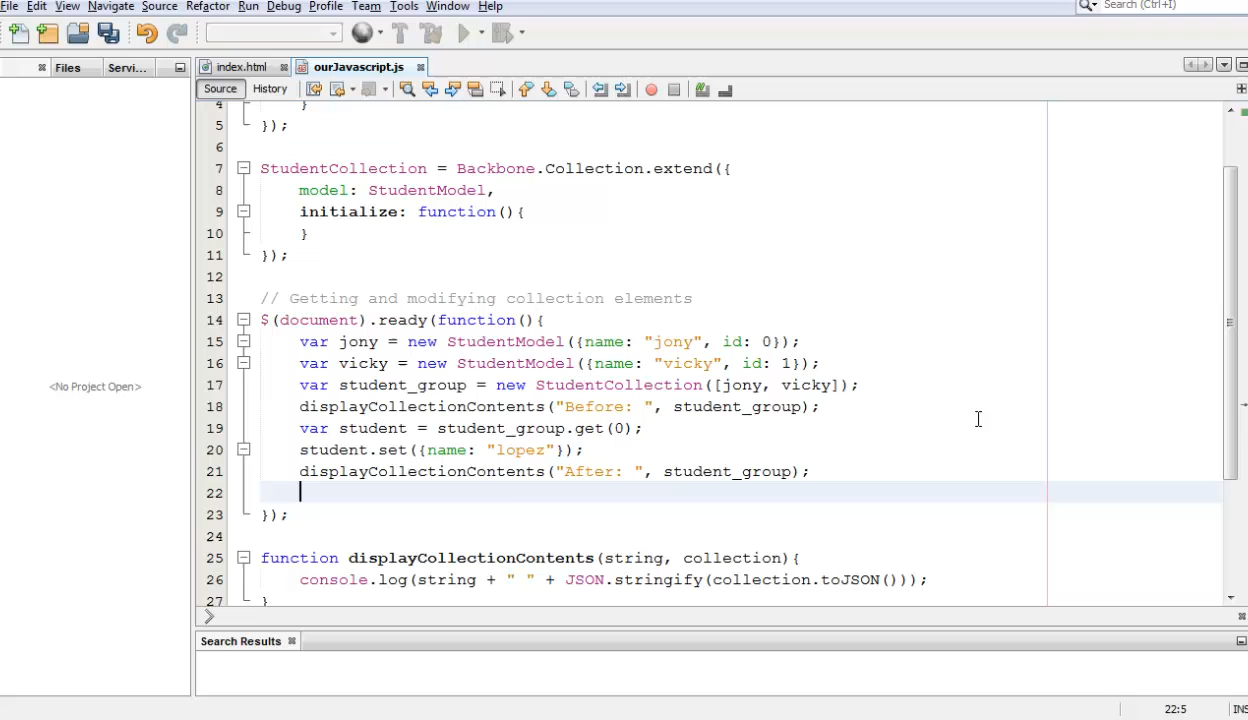 File Edit View Navigate Source Refactor Run Debug Profile Team Tools Window Help
Search (Ctrl+I)
Files Servi... index.html ourJavascript.js
Source History
4 }
5 });
6
7 StudentCollection = Backbone.Collection.extend({
8 model: StudentModel,
9 initialize: function(){
10 }
11 });
12
13 // Getting and modifying collection elements
14 $(document).ready(function(){
15 var jony = new StudentModel({name: "jony", id: 0});
16 var vicky = new StudentModel({name: "vicky", id: 1});
17 var student_group = new StudentCollection([jony, vicky]);
18 displayCollectionContents("Before: ", student_group);
19 var student = student_group.get(0);
20 student.set({name: "lopez"});
21 displayCollectionContents("After: ", student_group);
22
23 });
24
25 function displayCollectionContents(string, collection){
26 console.log(string + " " + JSON.stringify(collection.toJSON()));
27 }
<No Project Open>
Search Results
22:5 INS